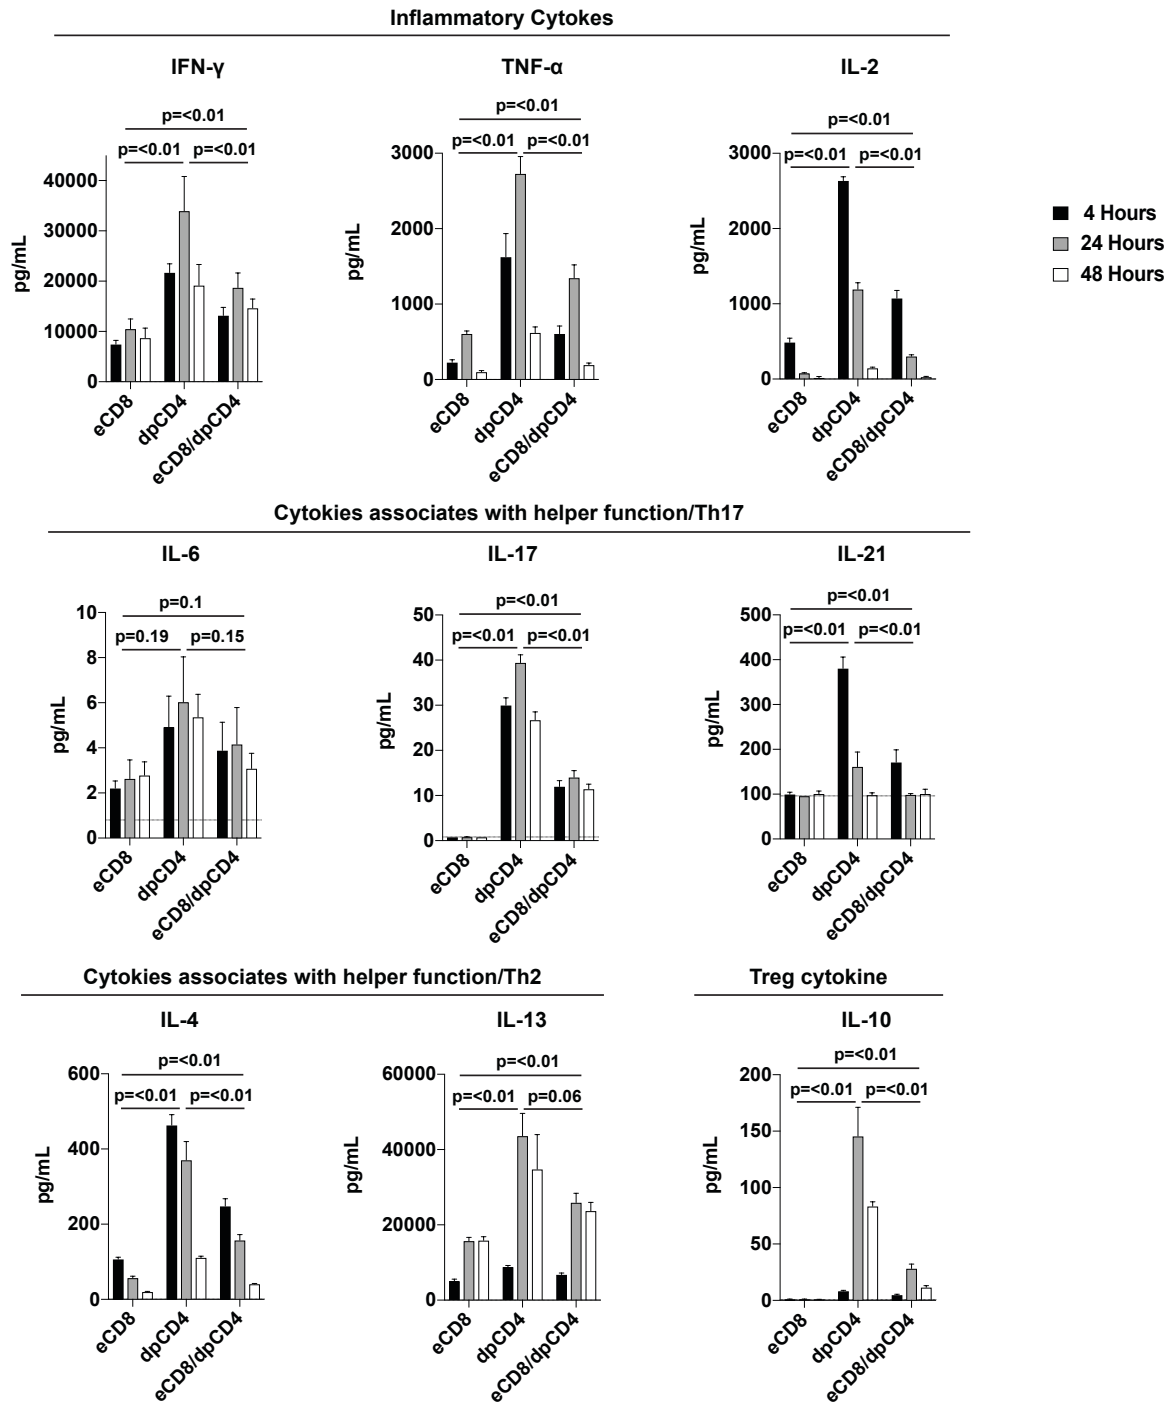 Inflammatory Cytokes
IFN-γ
TNF-α
IL-2
p=<0.01
p=<0.01 p=<0.01
pg/mL
40000
30000
20000
10000
0
eCD8
dpCD4
eCD8/dpCD4
p=<0.01
p=<0.01 p=<0.01
pg/mL
3000
2000
1000
0
eCD8
dpCD4
eCD8/dpCD4
p=<0.01
p=<0.01 p=<0.01
pg/mL
3000
2000
1000
0
eCD8
dpCD4
eCD8/dpCD4
4 Hours
24 Hours
48 Hours
Cytokies associates with helper function/Th17
IL-6
IL-17
IL-21
p=0.1
p=0.19 p=0.15
pg/mL
10
8
6
4
2
0
eCD8
dpCD4
eCD8/dpCD4
p=<0.01
p=<0.01 p=<0.01
pg/mL
50
40
30
20
10
0
eCD8
dpCD4
eCD8/dpCD4
p=<0.01
p=<0.01 p=<0.01
pg/mL
500
400
300
200
100
0
eCD8
dpCD4
eCD8/dpCD4
Cytokies associates with helper function/Th2
Treg cytokine
IL-4
IL-13
IL-10
p=<0.01
p=<0.01 p=<0.01
pg/mL
600
400
200
0
eCD8
dpCD4
eCD8/dpCD4
p=<0.01
p=<0.01 p=0.06
pg/mL
60000
40000
20000
0
eCD8
dpCD4
eCD8/dpCD4
p=<0.01
p=<0.01 p=<0.01
pg/mL
200
150
100
50
0
eCD8
dpCD4
eCD8/dpCD4